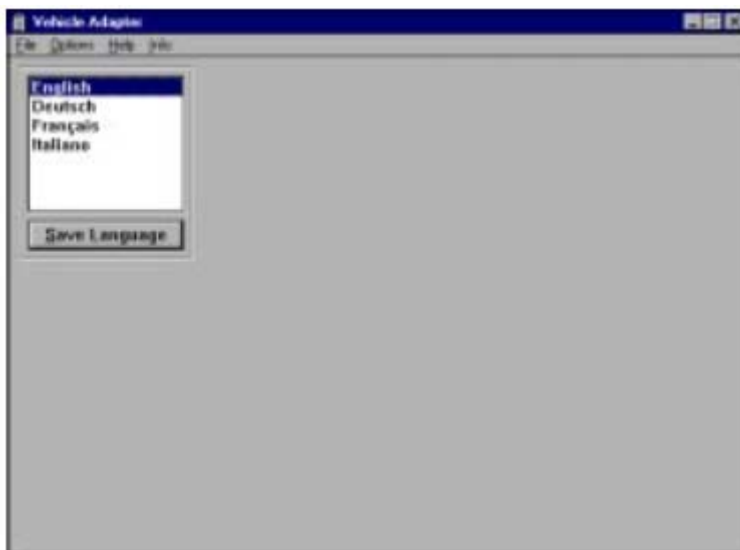 Vehicle Adapter
File Options Help Info
English
Deutsch
Français
Italiano
Save Language